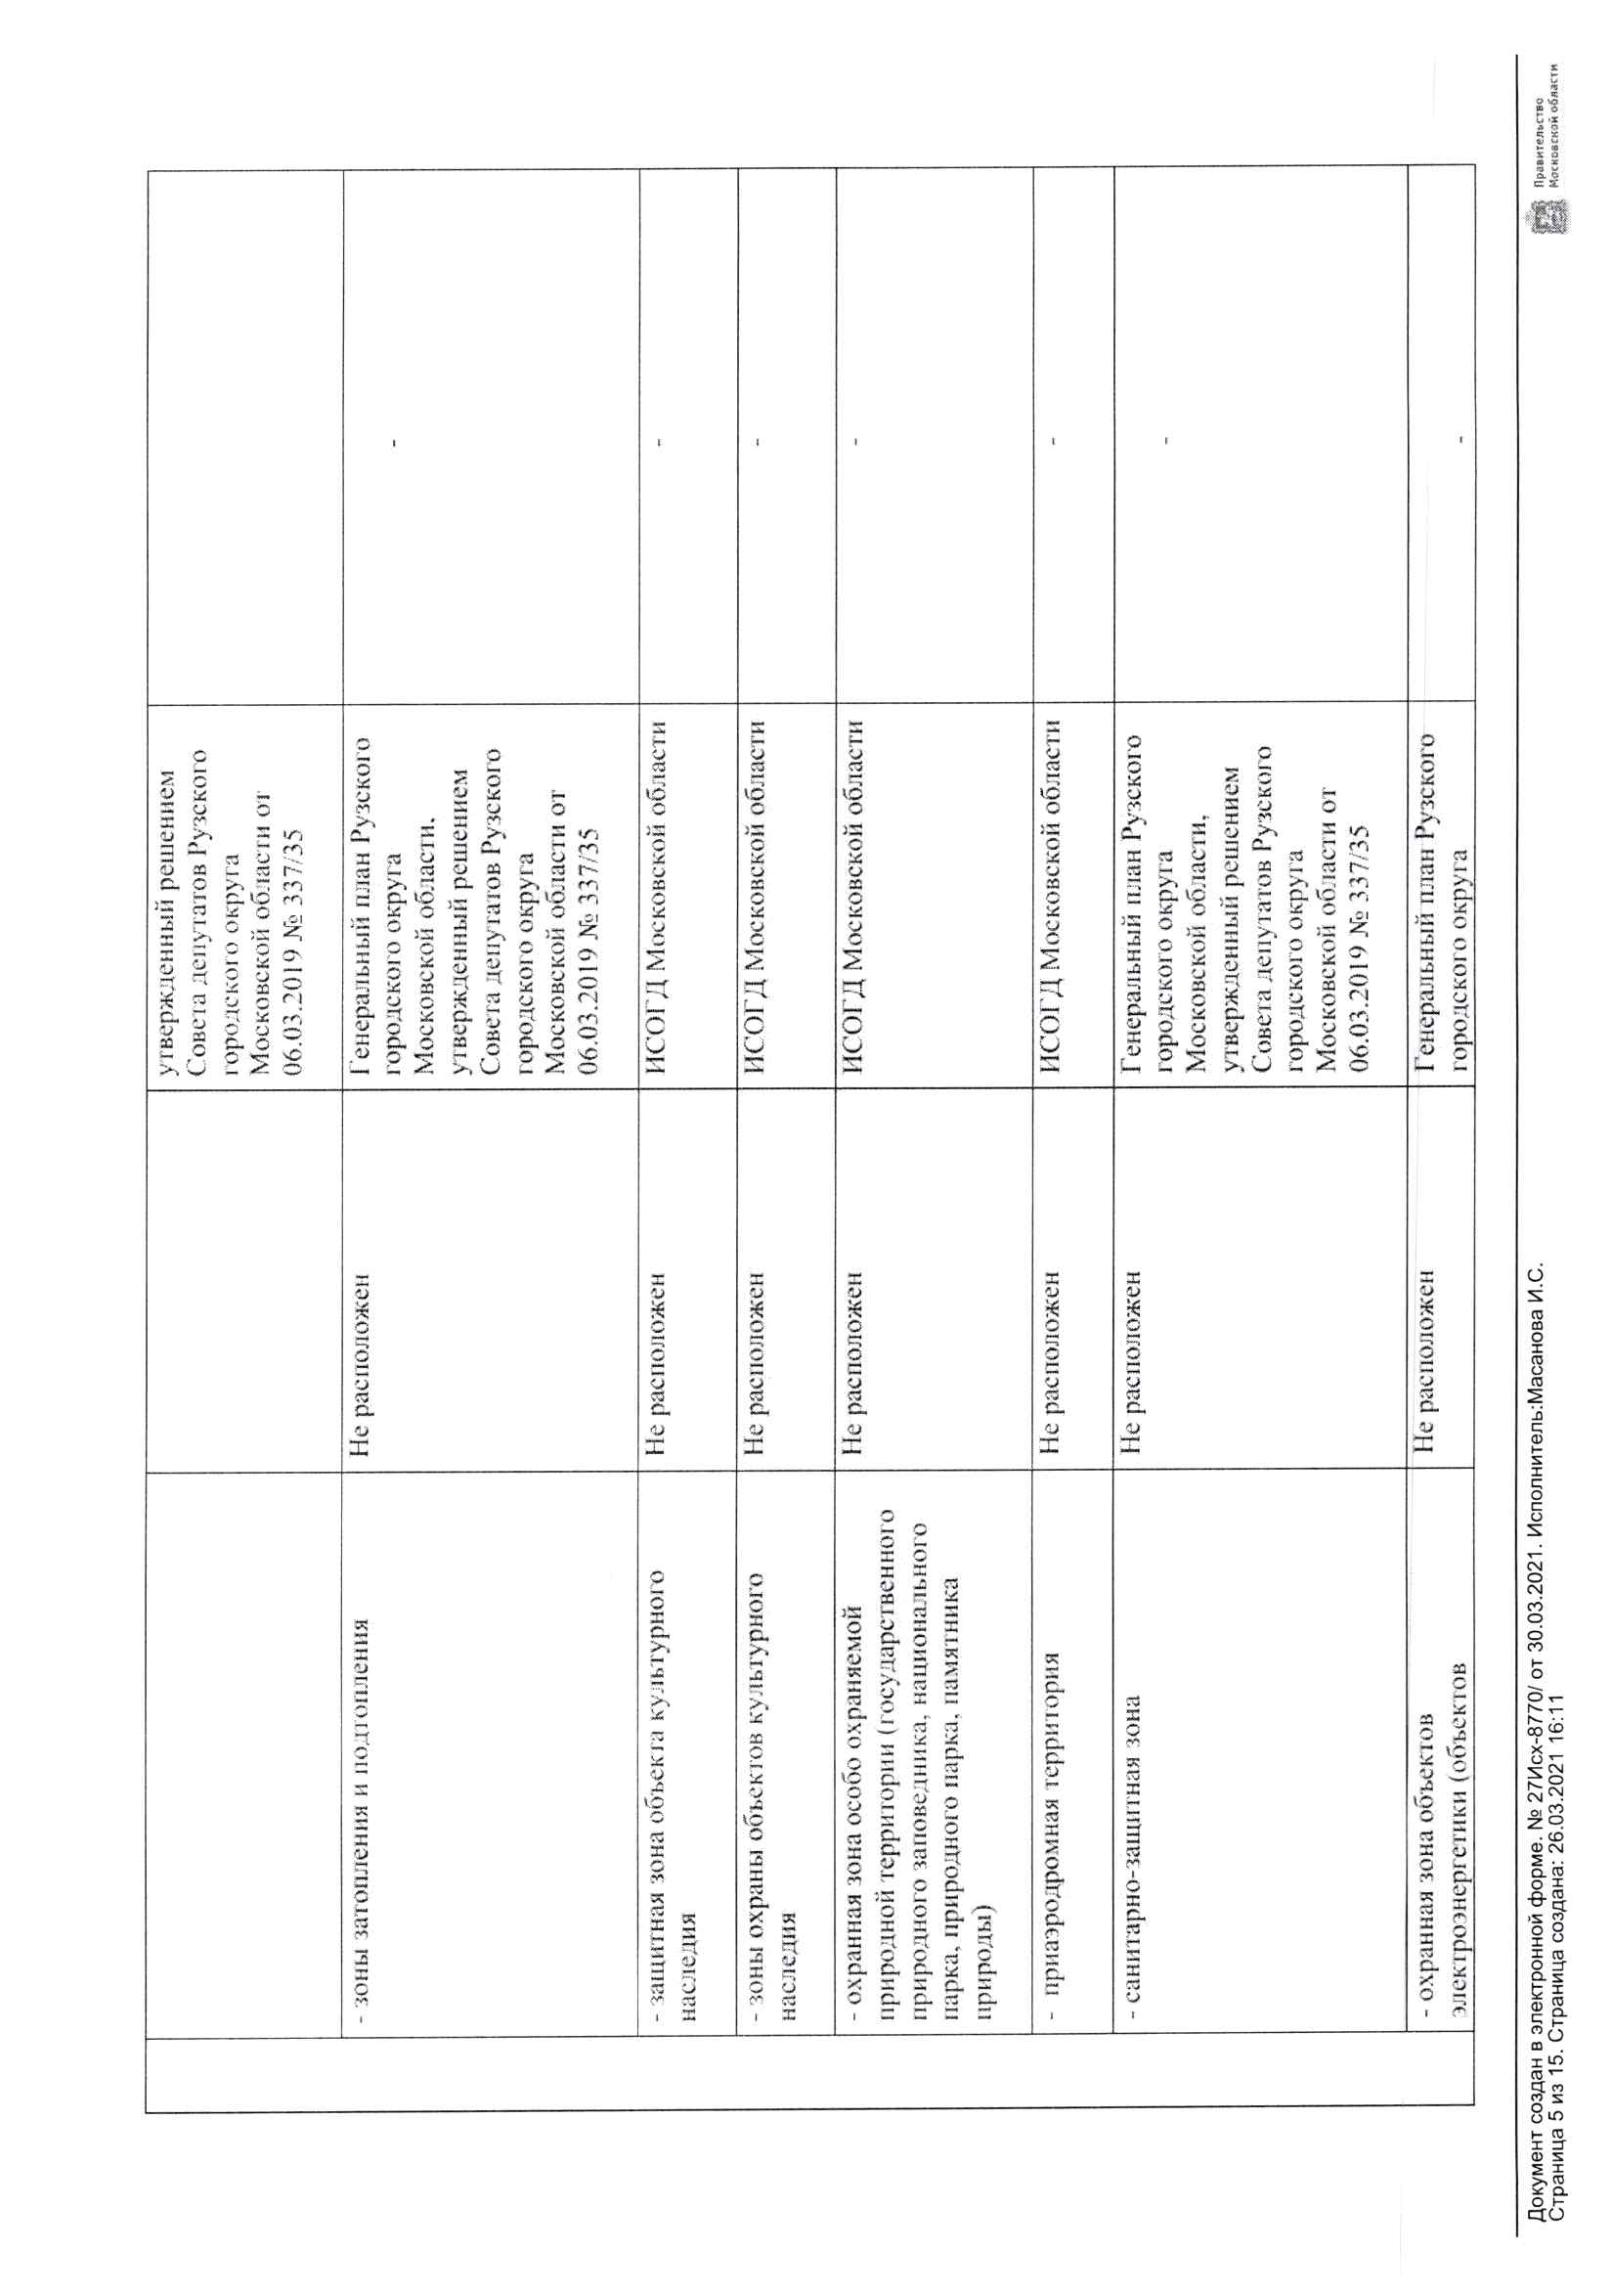 утвержденный решением
Совета депутатов Рузского
городского округа
Московской области от
06.03.2019 № 337/35
- зоны затопления и подтопления
Не расположен
Генеральный план Рузского
городского округа
Московской области,
утвержденный решением
Совета депутатов Рузского
городского округа
Московской области от
06.03.2019 № 337/35
-
- защитная зона объекта культурного
наследия
Не расположен
ИСОГД Московской области
-
- зоны охраны объектов культурного
наследия
Не расположен
ИСОГД Московской области
-
- охранная зона особо охраняемой
природной территории (государственного
природного заповедника, национального
парка, природного парка, памятника
природы)
Не расположен
ИСОГД Московской области
-
- приаэродромная территория
Не расположен
ИСОГД Московской области
-
- санитарно-защитная зона
Не расположен
Генеральный план Рузского
городского округа
Московской области,
утвержденный решением
Совета депутатов Рузского
городского округа
Московской области от
06.03.2019 № 337/35
-
- охранная зона объектов
электроэнергетики (объектов
Не расположен
Генеральный план Рузского
городского округа
-
Документ создан в электронной форме. № 27Исх-8770/ от 30.03.2021. Исполнитель:Масанова И.С.
Страница 5 из 15. Страница создана: 26.03.2021 16:11
Правительство
Московской области